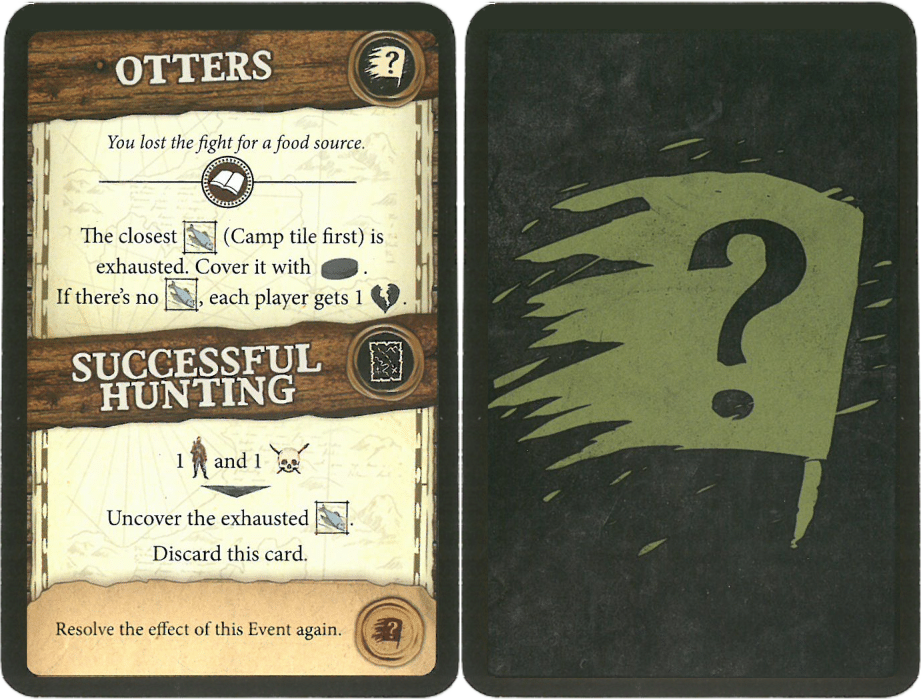 OTTERS
?
You lost the fight for a food source.
The closest (Camp tile first) is
exhausted. Cover it with .
If there's no , each player gets 1 .
SUCCESSFUL
HUNTING
1 and 1
Uncover the exhausted .
Discard this card.
Resolve the effect of this Event again.
?
?